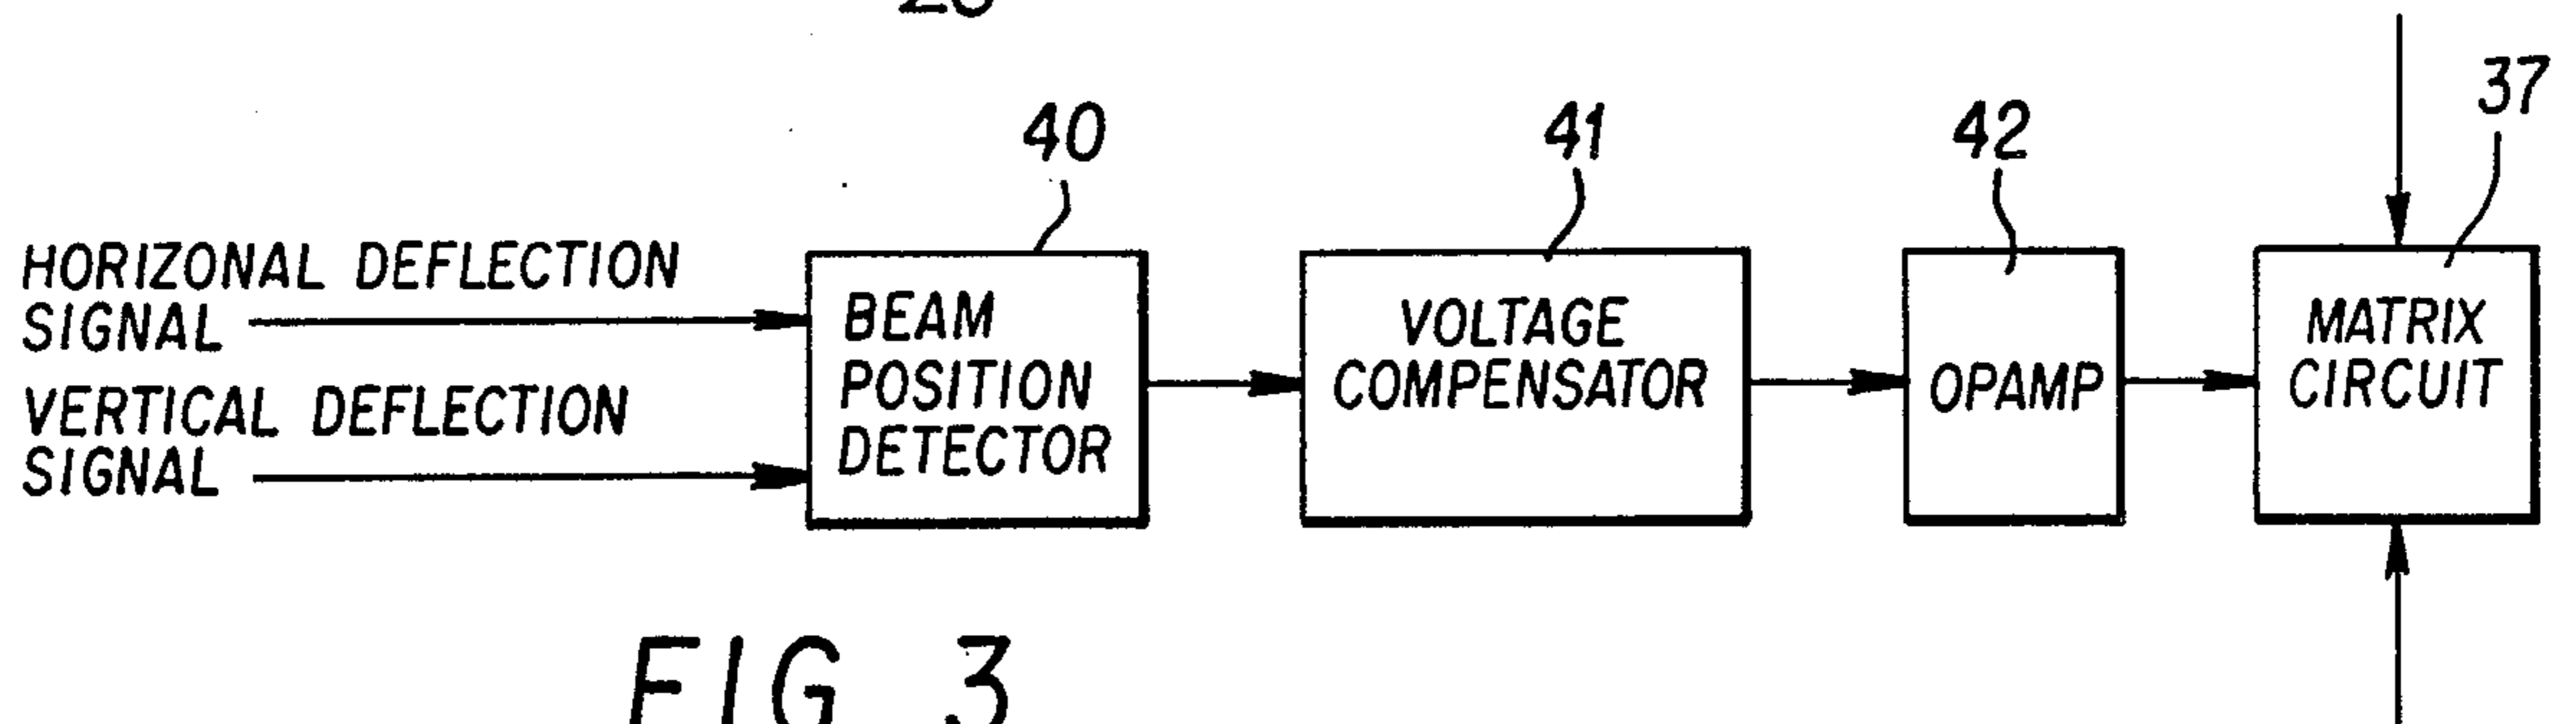 40
41
42
37
HORIZONAL DEFLECTION
SIGNAL
VERTICAL DEFLECTION
SIGNAL
BEAM
POSITION
DETECTOR
VOLTAGE
COMPENSATOR
OPAMP
MATRIX
CIRCUIT
FIG 3